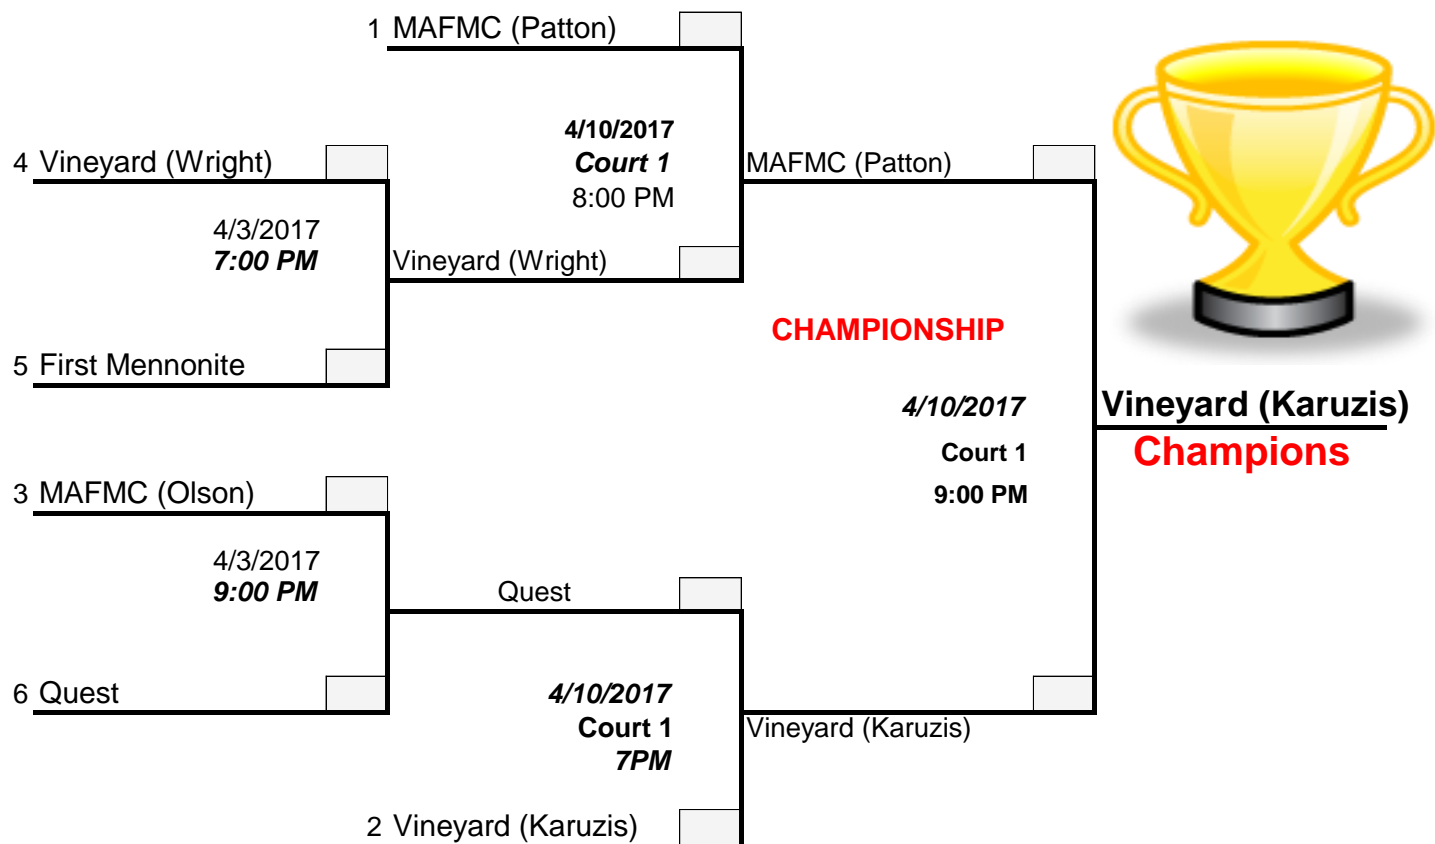 1 MAFMC (Patton)
4/10/2017
4 Vineyard (Wright)
Court 1
MAFMC (Patton)
8:00 PM
4/3/2017
7:00 PM
Vineyard (Wright)
CHAMPIONSHIP
5 First Mennonite
4/10/2017
Vineyard (Karuzis)
Court 1
Champions
3 MAFMC (Olson)
9:00 PM
4/3/2017
9:00 PM
Quest
6 Quest
4/10/2017
Court 1
Vineyard (Karuzis)
7PM
2 Vineyard (Karuzis)